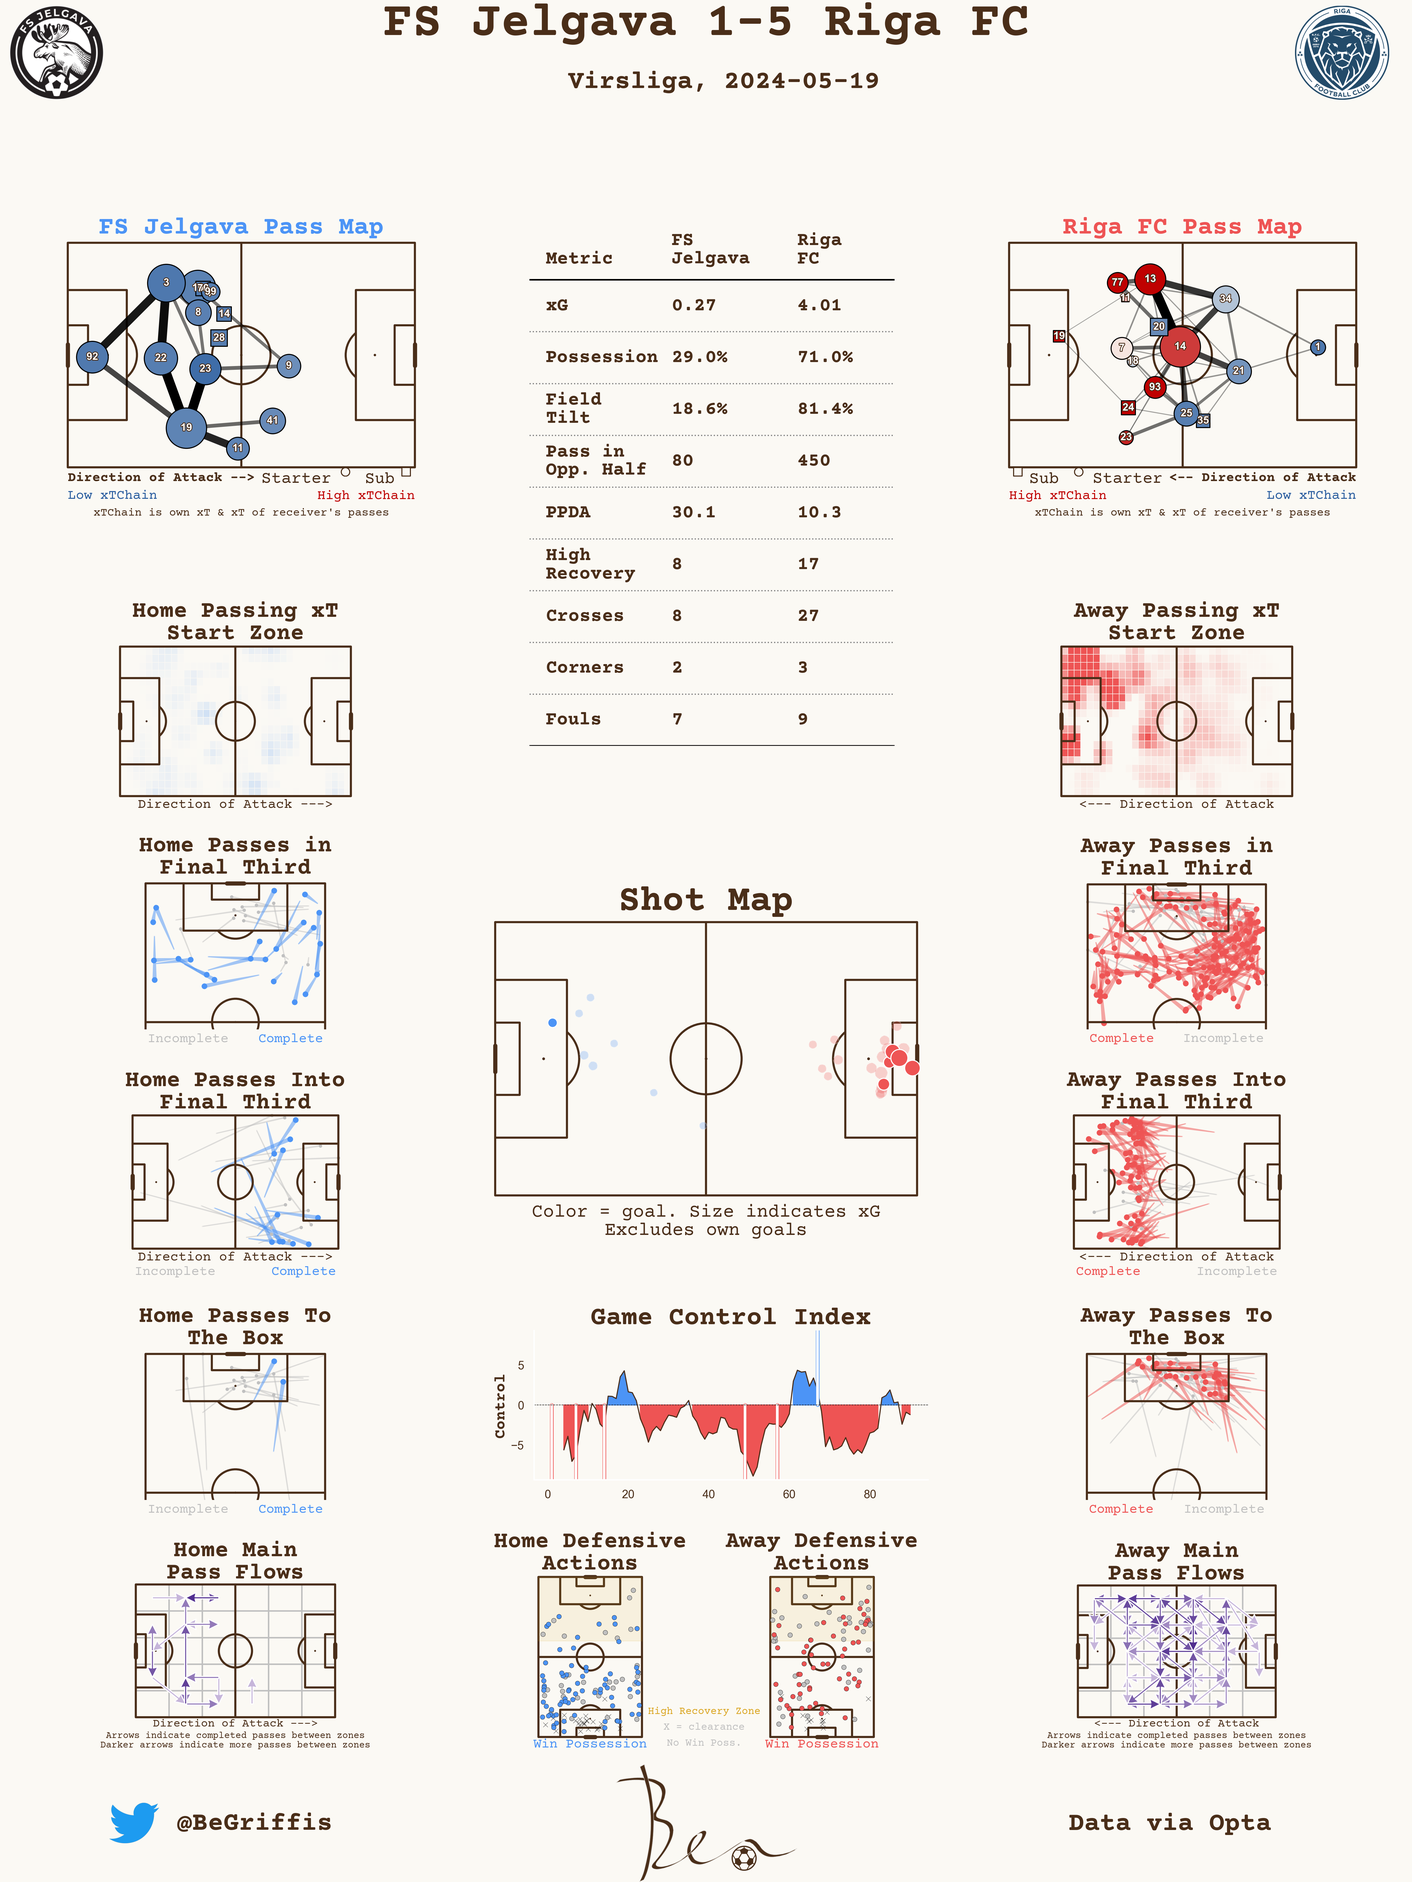 FS Jelgava 1-5 Riga FC
Virsliga, 2024-05-19
FS JELGAVA
RIGA
FOOTBALL CLUB
FS Jelgava Pass Map
3
8
99
14
28
92
22
23
9
19
41
11
Direction of Attack --> Starter Sub
Low xTChain High xTChain
xTChain is own xT & xT of receiver's passes
Metric FS Jelgava Riga FC
xG 0.27 4.01
Possession 29.0% 71.0%
Field Tilt 18.6% 81.4%
Pass in Opp. Half 80 450
PPDA 30.1 10.3
High Recovery 8 17
Crosses 8 27
Corners 2 3
Fouls 7 9
Riga FC Pass Map
77
13
11
34
20
19
7
14
18
1
21
93
24
25
35
23
Sub Starter <-- Direction of Attack
High xTChain Low xTChain
xTChain is own xT & xT of receiver's passes
Home Passing xT
Start Zone
Direction of Attack --->
Away Passing xT
Start Zone
<--- Direction of Attack
Home Passes in
Final Third
Incomplete Complete
Away Passes in
Final Third
Complete Incomplete
Shot Map
Color = goal. Size indicates xG
Excludes own goals
Home Passes Into
Final Third
Direction of Attack --->
Incomplete Complete
Away Passes Into
Final Third
<--- Direction of Attack
Complete Incomplete
Home Passes To
The Box
Incomplete Complete
Game Control Index
Control
5
0
−5
0 20 40 60 80
Away Passes To
The Box
Complete Incomplete
Home Main
Pass Flows
Direction of Attack --->
Arrows indicate completed passes between zones
Darker arrows indicate more passes between zones
Home Defensive
Actions
Win Possession
High Recovery Zone
X = clearance
No Win Poss.
Away Defensive
Actions
Win Possession
Away Main
Pass Flows
<--- Direction of Attack
Arrows indicate completed passes between zones
Darker arrows indicate more passes between zones
@BeGriffis
Ben
Data via Opta